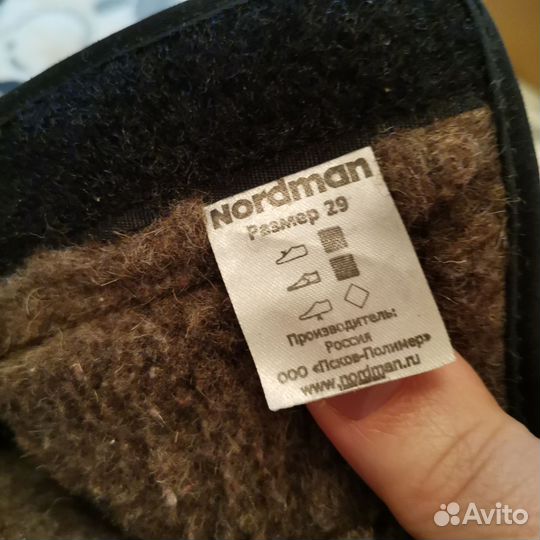 Nordman
Размер 29
Производитель:
Россия
ООО «Псков-Полимер»
www.nordman.ru
Avito